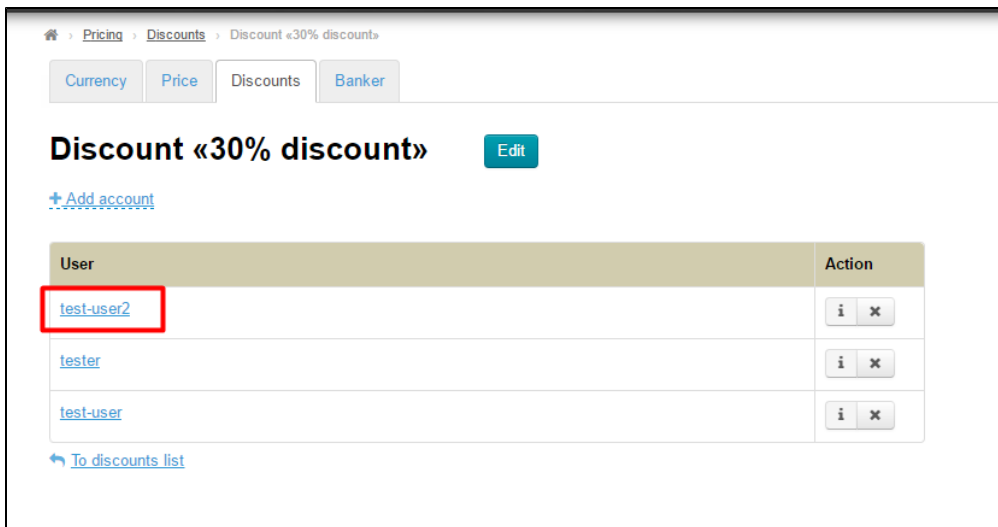 Pricing › Discounts › Discount «30% discount»
Currency Price Discounts Banker
Discount «30% discount» Edit
+ Add account
User Action
test-user2 i ×
tester i ×
test-user i ×
To discounts list